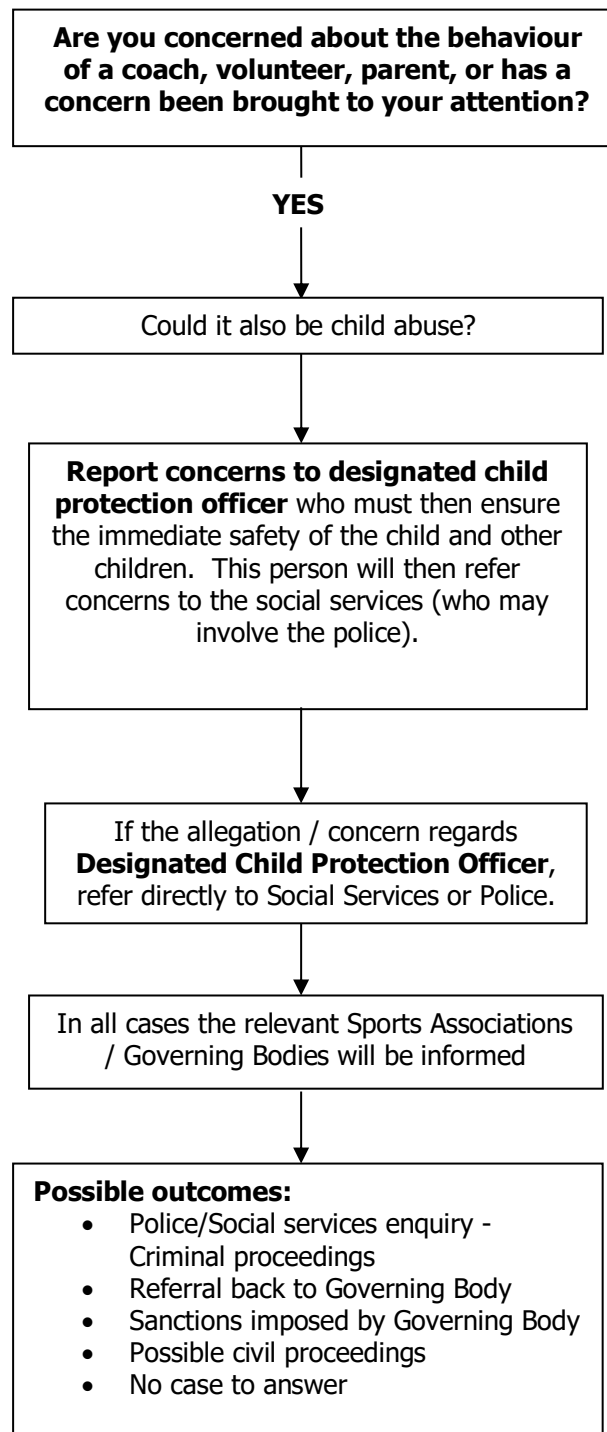 Are you concerned about the behaviour
of a coach, volunteer, parent, or has a
concern been brought to your attention?
YES
Could it also be child abuse?
Report concerns to designated child
protection officer who must then ensure
the immediate safety of the child and other
children.  This person will then refer
concerns to the social services (who may
involve the police).
If the allegation / concern regards
Designated Child Protection Officer,
refer directly to Social Services or Police.
In all cases the relevant Sports Associations
/ Governing Bodies will be informed
Possible outcomes:
• Police/Social services enquiry -
Criminal proceedings
• Referral back to Governing Body
• Sanctions imposed by Governing Body
• Possible civil proceedings
• No case to answer